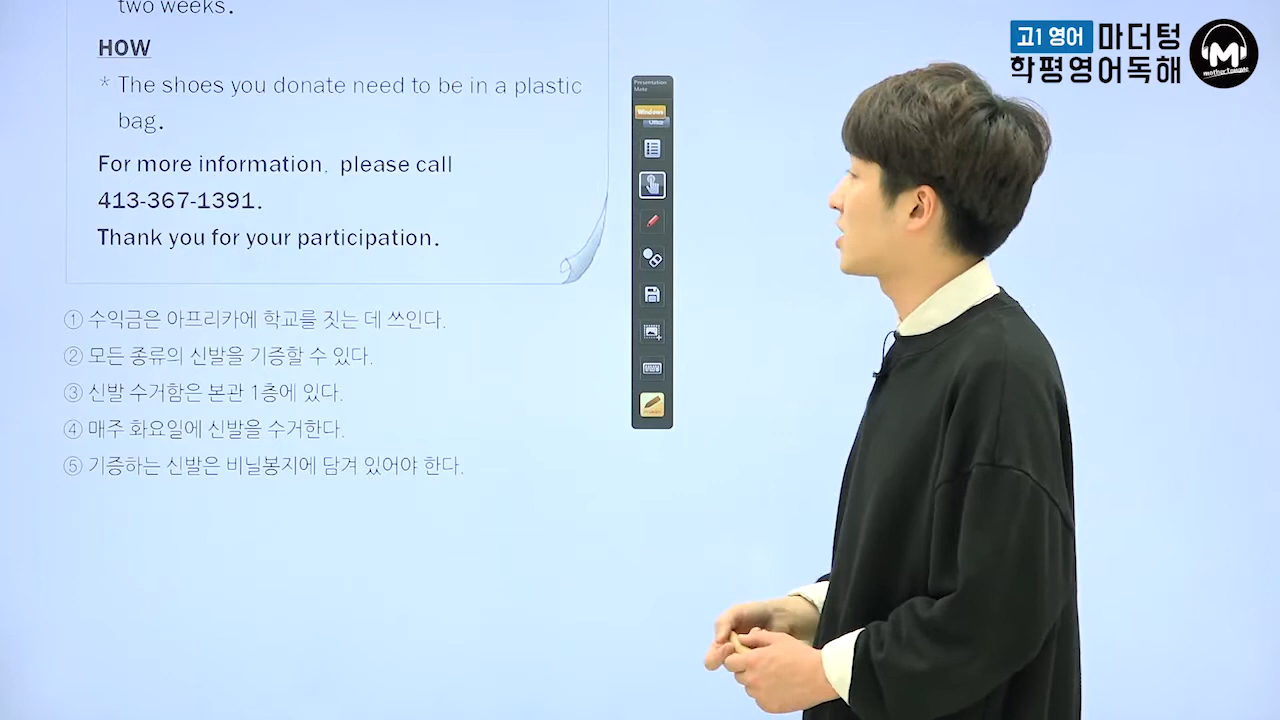 two weeks.
HOW
* The shoes you donate need to be in a plastic
bag.
For more information, please call
413-367-1391.
Thank you for your participation.
① 수익금은 아프리카에 학교를 짓는 데 쓰인다.
② 모든 종류의 신발을 기증할 수 있다.
③ 신발 수거함은 본관 1층에 있다.
④ 매주 화요일에 신발을 수거한다.
⑤ 기증하는 신발은 비닐봉지에 담겨 있어야 한다.
Presentation
Mate
Windows
Office
고1 영어 마더텅
학평영어독해
M
mother tongue